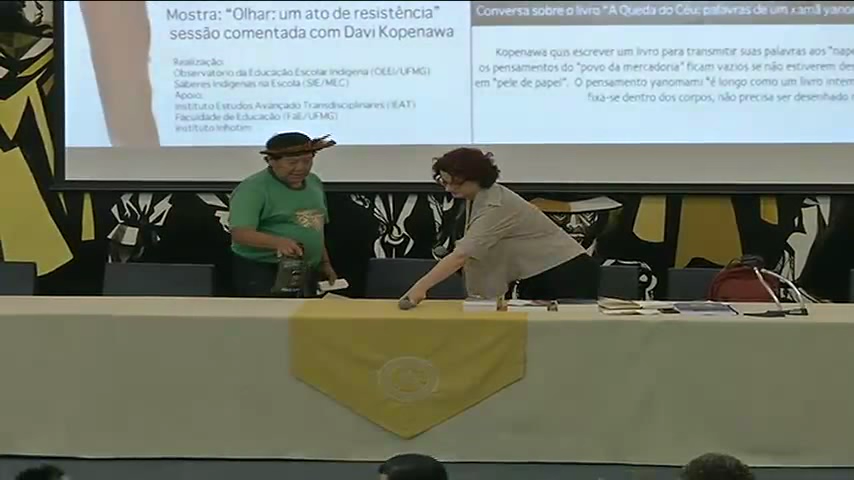 Mostra: "Olhar: um ato de resistência"
sessão comentada com Davi Kopenawa
Realização:
Observatório da Educação Escolar Indígena (OEEI/UFMG)
Saberes Indígenas na Escola (SIE/MEC)
Apoio:
Instituto Estudos Avançado Transdisciplinares (IEAT)
Faculdade de Educação (FaE/UFMG)
Instituto Inhotim
Conversa sobre o livro "A Queda do Céu: palavras de um xamã yanom
Kopenawa quis escrever um livro para transmitir suas palavras aos "nape
os pensamentos do "povo da mercadoria" ficam vazios se não estiverem de
em "pele de papel". O pensamento yanomami "é longo como um livro interm
fixa-se dentro dos corpos, não precisa ser desenhado